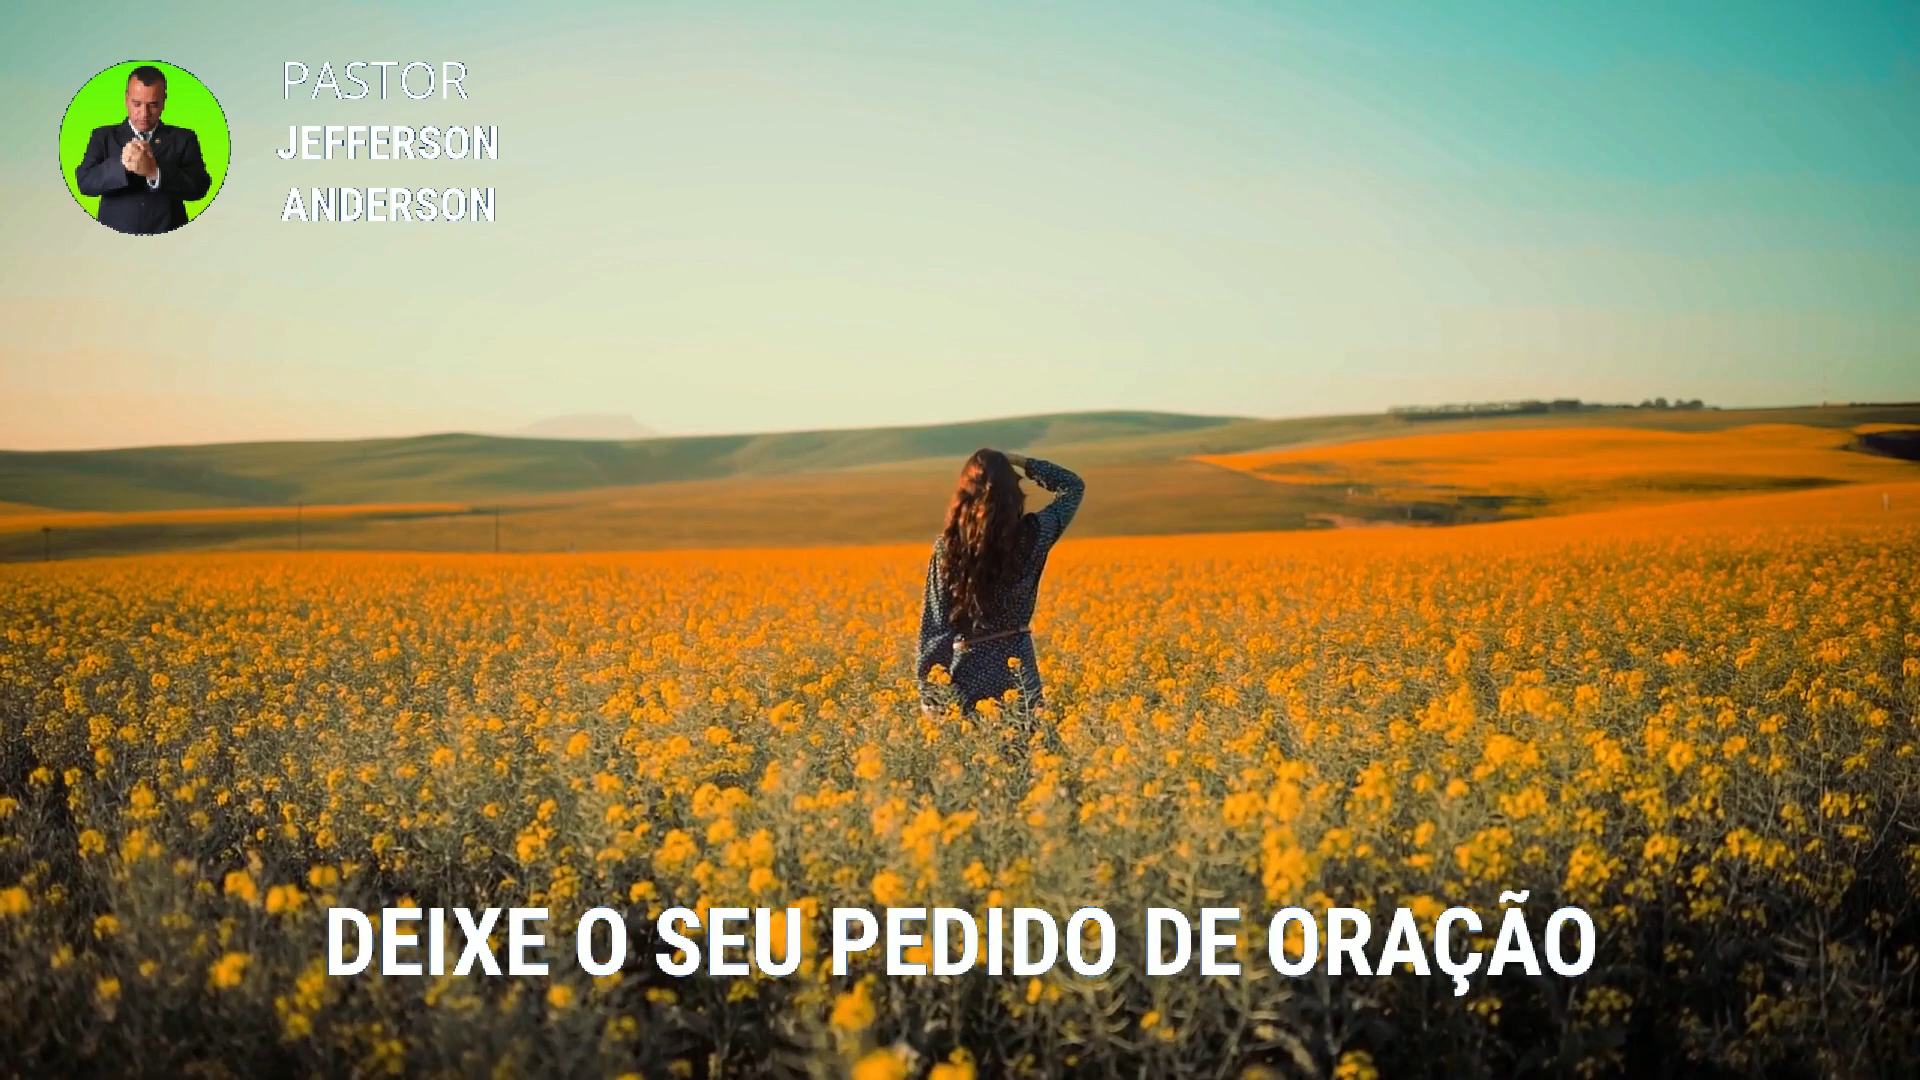 PASTOR
JEFFERSON
ANDERSON
DEIXE O SEU PEDIDO DE ORAÇÃO